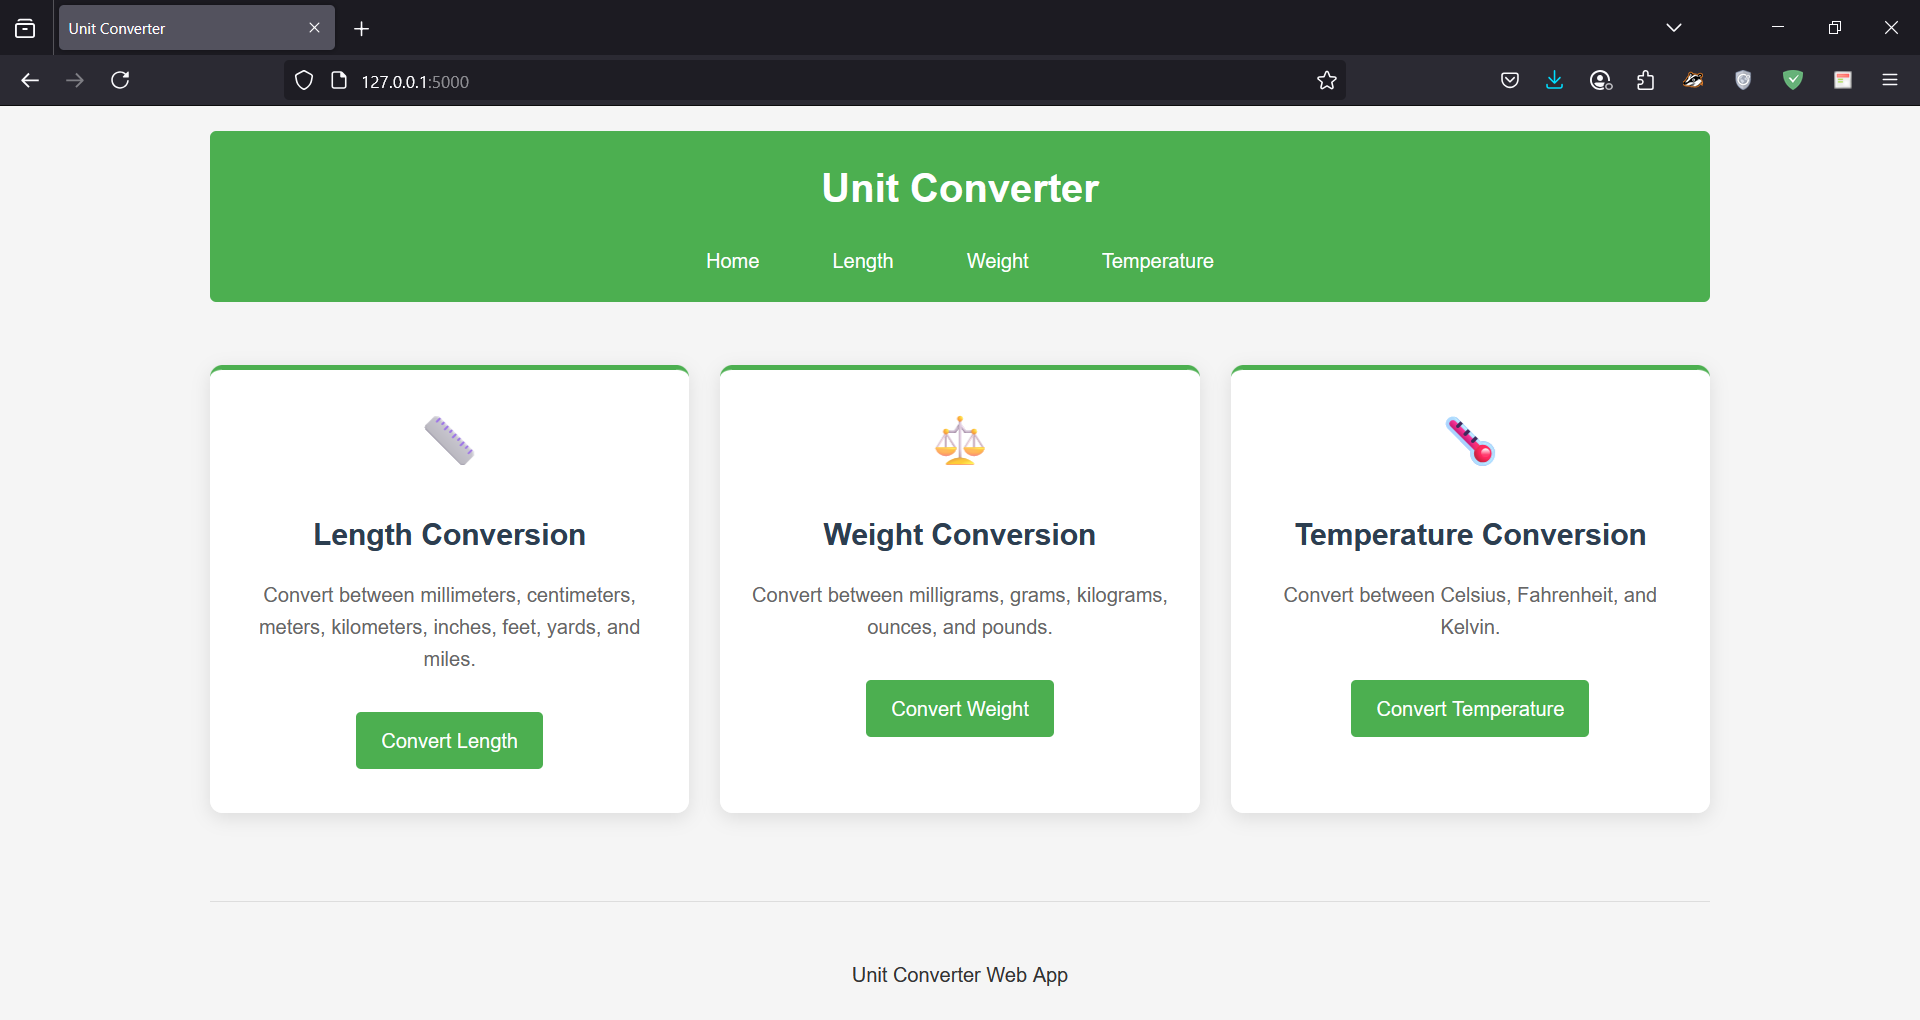 Unit Converter
127.0.0.1:5000
Unit Converter
Home Length Weight Temperature
Length Conversion
Convert between millimeters, centimeters,
meters, kilometers, inches, feet, yards, and
miles.
Convert Length
Weight Conversion
Convert between milligrams, grams, kilograms,
ounces, and pounds.
Convert Weight
Temperature Conversion
Convert between Celsius, Fahrenheit, and
Kelvin.
Convert Temperature
Unit Converter Web App